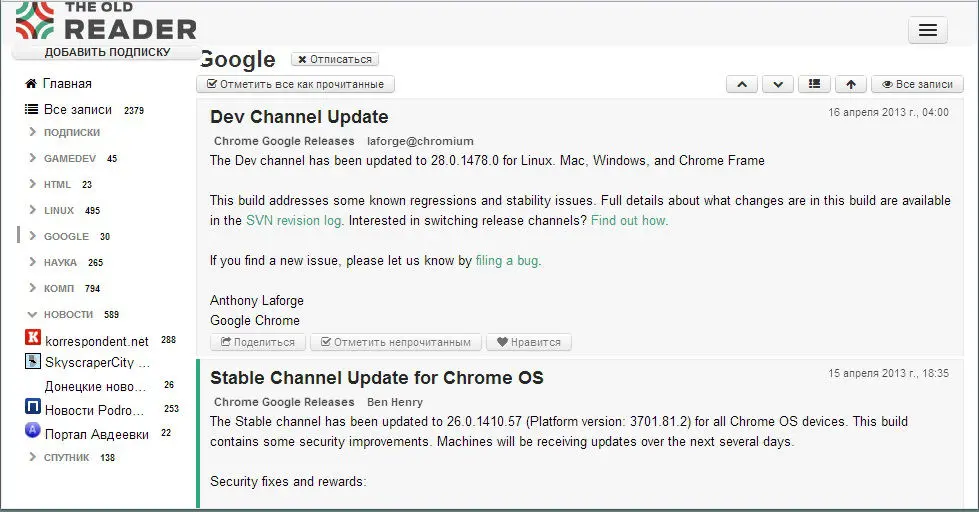 THE OLD
READER
ДОБАВИТЬ ПОДПИСКУ
Главная
Все записи 2379
ПОДПИСКИ
GAMEDEV 45
HTML 23
LINUX 495
GOOGLE 30
НАУКА 265
КОМП 794
НОВОСТИ 589
korrespondent.net 288
SkyscraperCity ...
Донецкие ново... 26
Новости Podro... 253
Портал Авдеевки 22
СПУТНИК 138
Google Отписаться
Отметить все как прочитанные Все записи
Dev Channel Update 16 апреля 2013 г., 04:00
Chrome Google Releases laforge@chromium
The Dev channel has been updated to 28.0.1478.0 for Linux. Mac, Windows, and Chrome Frame
This build addresses some known regressions and stability issues. Full details about what changes are in this build are available
in the SVN revision log. Interested in switching release channels? Find out how.
If you find a new issue, please let us know by filing a bug.
Anthony Laforge
Google Chrome
Поделиться Отметить непрочитанным Нравится
Stable Channel Update for Chrome OS 15 апреля 2013 г., 18:35
Chrome Google Releases Ben Henry
The Stable channel has been updated to 26.0.1410.57 (Platform version: 3701.81.2) for all Chrome OS devices. This build
contains some security improvements. Machines will be receiving updates over the next several days.
Security fixes and rewards: